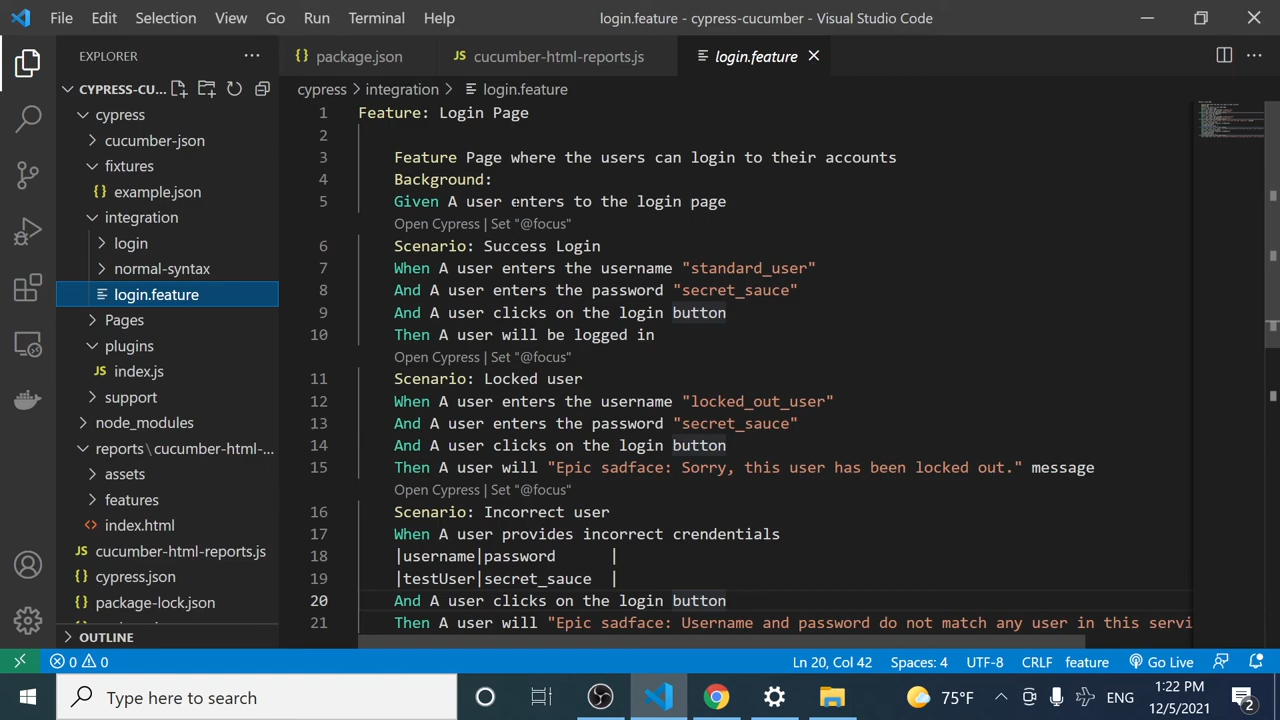 File Edit Selection View Go Run Terminal Help
login.feature - cypress-cucumber - Visual Studio Code
EXPLORER
CYPRESS-CU...
cypress
cucumber-json
fixtures
{} example.json
integration
login
normal-syntax
login.feature
Pages
plugins
JS index.js
support
node_modules
reports\cucumber-html-...
assets
features
<> index.html
JS cucumber-html-reports.js
{} cypress.json
{} package-lock.json
OUTLINE
{} package.json
JS cucumber-html-reports.js
login.feature
cypress > integration > login.feature
1 Feature: Login Page
2
3 Feature Page where the users can login to their accounts
4 Background:
5 Given A user enters to the login page
Open Cypress | Set "@focus"
6 Scenario: Success Login
7 When A user enters the username "standard_user"
8 And A user enters the password "secret_sauce"
9 And A user clicks on the login button
10 Then A user will be logged in
Open Cypress | Set "@focus"
11 Scenario: Locked user
12 When A user enters the username "locked_out_user"
13 And A user enters the password "secret_sauce"
14 And A user clicks on the login button
15 Then A user will "Epic sadface: Sorry, this user has been locked out." message
Open Cypress | Set "@focus"
16 Scenario: Incorrect user
17 When A user provides incorrect crendentials
18 |username|password |
19 |testUser|secret_sauce |
20 And A user clicks on the login button
21 Then A user will "Epic sadface: Username and password do not match any user in this servi
0 0
Ln 20, Col 42 Spaces: 4 UTF-8 CRLF feature Go Live
Type here to search
75°F
ENG
1:22 PM
12/5/2021
2